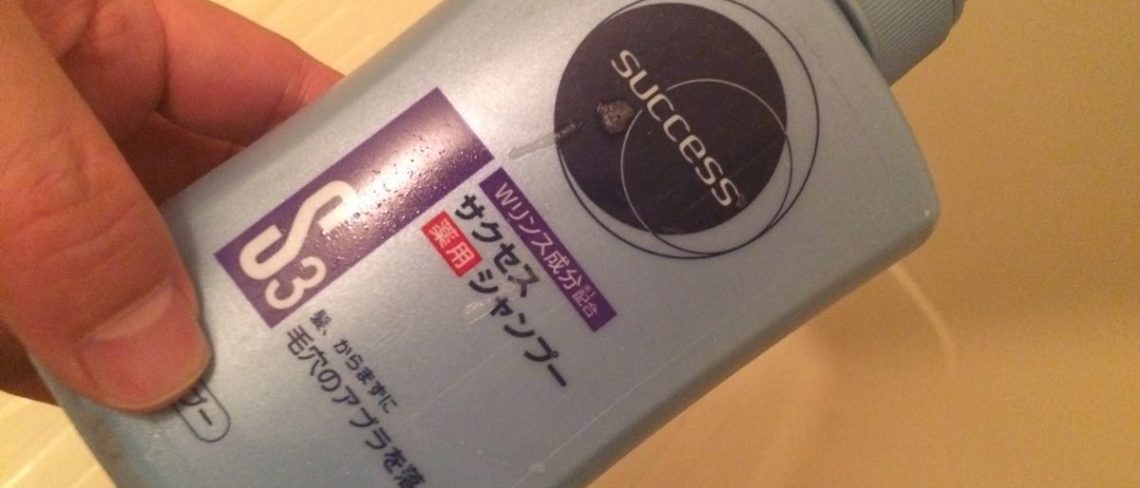 success
Wリンス成分配合
サクセス
薬用 シャンプー
S3
髪、からまずに
毛穴のアブラを落